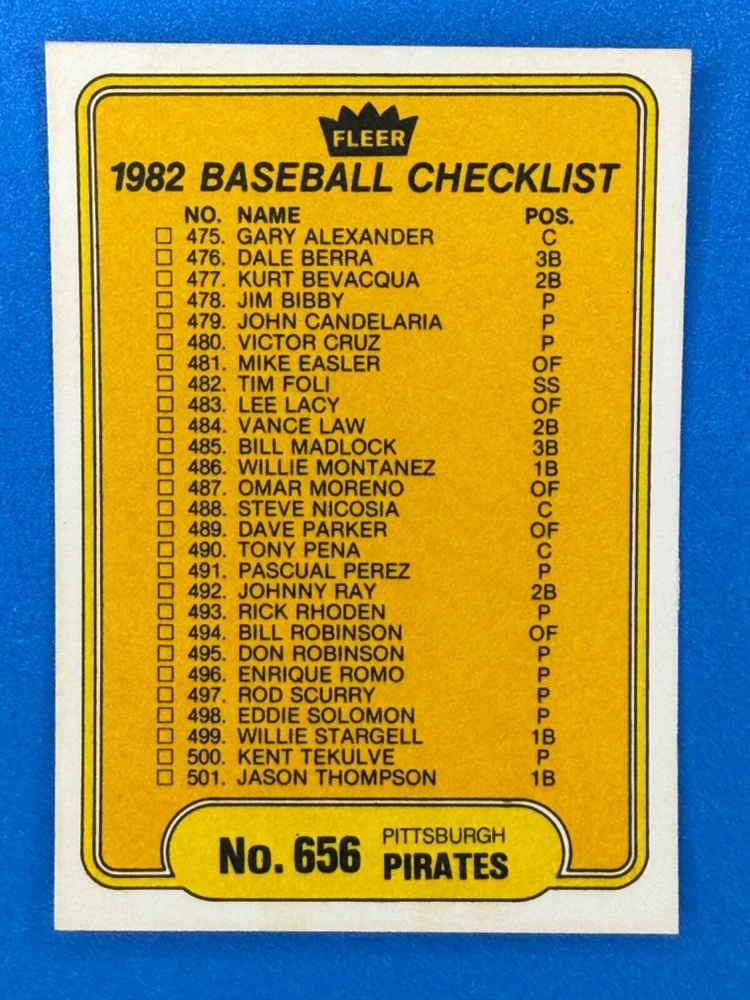 FLEER
1982 BASEBALL CHECKLIST
NO. NAME POS.
475. GARY ALEXANDER C
476. DALE BERRA 3B
477. KURT BEVACQUA 2B
478. JIM BIBBY P
479. JOHN CANDELARIA P
480. VICTOR CRUZ P
481. MIKE EASLER OF
482. TIM FOLI SS
483. LEE LACY OF
484. VANCE LAW 2B
485. BILL MADLOCK 3B
486. WILLIE MONTANEZ 1B
487. OMAR MORENO OF
488. STEVE NICOSIA C
489. DAVE PARKER OF
490. TONY PENA C
491. PASCUAL PEREZ P
492. JOHNNY RAY 2B
493. RICK RHODEN P
494. BILL ROBINSON OF
495. DON ROBINSON P
496. ENRIQUE ROMO P
497. ROD SCURRY P
498. EDDIE SOLOMON P
499. WILLIE STARGELL 1B
500. KENT TEKULVE P
501. JASON THOMPSON 1B
No. 656 PITTSBURGH
PIRATES